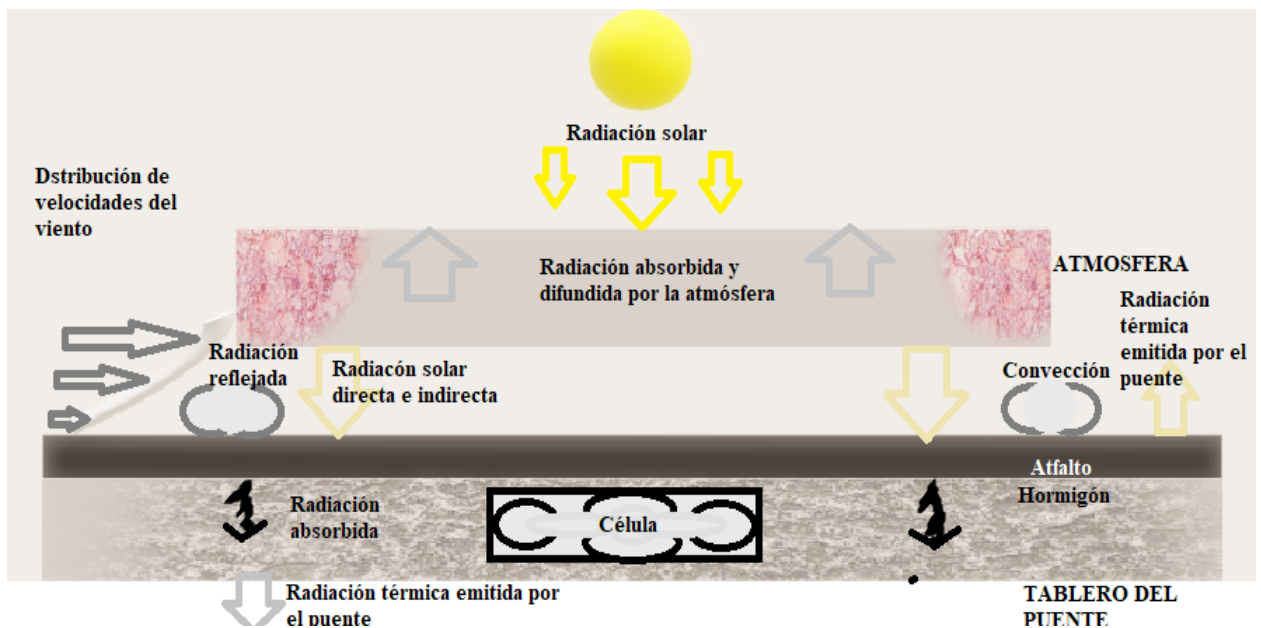 Radiación solar
Dstribución de
velocidades del
viento
Radiación absorbida y
difundida por la atmósfera
ATMOSFERA
Radiación
térmica
emitida por el
puente
Radiación
reflejada
Radiacón solar
directa e indirecta
Convección
Atfalto
Hormigón
Radiación
absorbida
Célula
Radiación térmica emitida por
el puente
TABLERO DEL
PUENTE